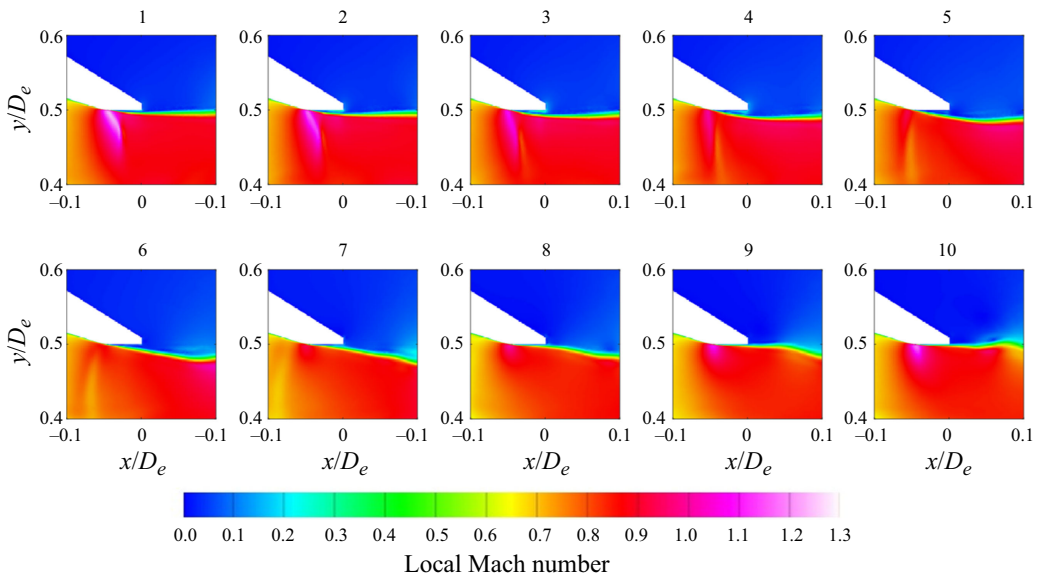 1 2 3 4 5
0.6 0.6 0.6 0.6 0.6
y/Dₑ
0.5 0.5 0.5 0.5 0.5
0.4 0.4 0.4 0.4 0.4
–0.1 0 –0.1 –0.1 0 –0.1 –0.1 0 0.1 –0.1 0 0.1 –0.1 0 0.1
6 7 8 9 10
0.6 0.6 0.6 0.6 0.6
y/Dₑ
0.5 0.5 0.5 0.5 0.5
0.4 0.4 0.4 0.4 0.4
–0.1 0 –0.1 –0.1 0 0.1 –0.1 0 0.1 –0.1 0 0.1 –0.1 0 0.1
x/Dₑ x/Dₑ x/Dₑ x/Dₑ x/Dₑ
0.0 0.1 0.2 0.3 0.4 0.5 0.6 0.7 0.8 0.9 1.0 1.1 1.2 1.3
Local Mach number